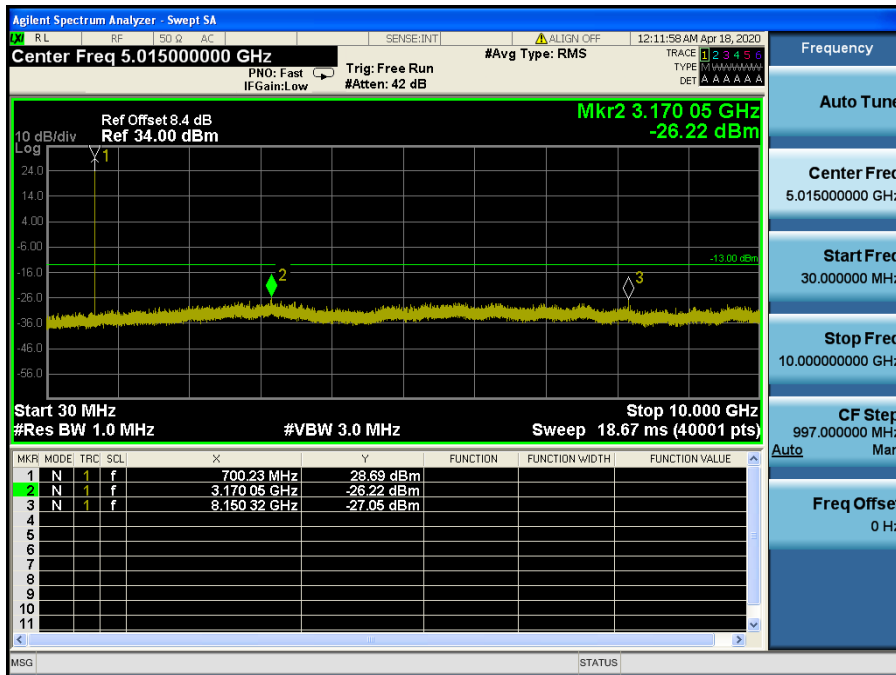 Agilent Spectrum Analyzer - Swept SA
LXI RL RF 50 Ω AC SENSE:INT ALIGN OFF 12:11:58 AM Apr 18, 2020
Center Freq 5.015000000 GHz
PNO: Fast
IFGain:Low
Trig: Free Run
#Atten: 42 dB
#Avg Type: RMS
TRACE 1 2 3 4 5 6
TYPE M W W W W W
DET A A A A A A
Ref Offset 8.4 dB
Ref 34.00 dBm
10 dB/div
Log
Mkr2 3.170 05 GHz
-26.22 dBm
24.0
14.0
4.00
-6.00
-16.0
-26.0
-36.0
-46.0
-56.0
1
2
3
-13.00 dBm
Start 30 MHz
Stop 10.000 GHz
#Res BW 1.0 MHz #VBW 3.0 MHz Sweep 18.67 ms (40001 pts)
MKR MODE TRC SCL X Y FUNCTION FUNCTION WIDTH FUNCTION VALUE
1 N 1 f 700.23 MHz 28.69 dBm
2 N 1 f 3.170 05 GHz -26.22 dBm
3 N 1 f 8.150 32 GHz -27.05 dBm
4
5
6
7
8
9
10
11
MSG STATUS
Frequency
Auto Tune
Center Freq
5.015000000 GHz
Start Freq
30.000000 MHz
Stop Freq
10.000000000 GHz
CF Step
997.000000 MHz
Auto Man
Freq Offset
0 Hz